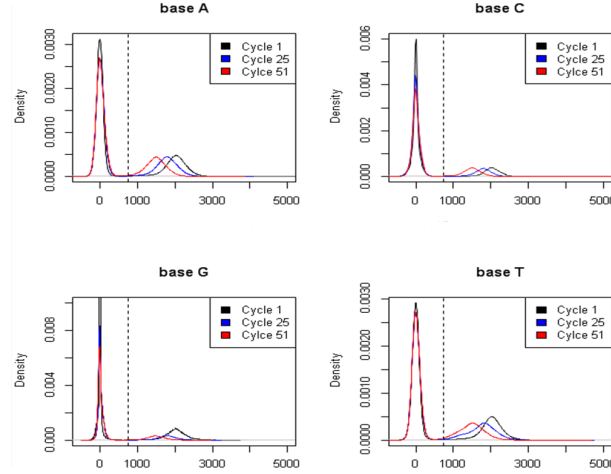 base A
Density
0.0000 0.0010 0.0020 0.0030
Cycle 1
Cycle 25
Cylce 51
0 1000 3000 5000
base C
Density
0.000 0.002 0.004 0.006
Cycle 1
Cycle 25
Cylce 51
0 1000 3000 5000
base G
Density
0.000 0.004 0.008
Cycle 1
Cycle 25
Cylce 51
0 1000 3000 5000
base T
Density
0.0000 0.0010 0.0020 0.0030
Cycle 1
Cycle 25
Cylce 51
0 1000 3000 5000